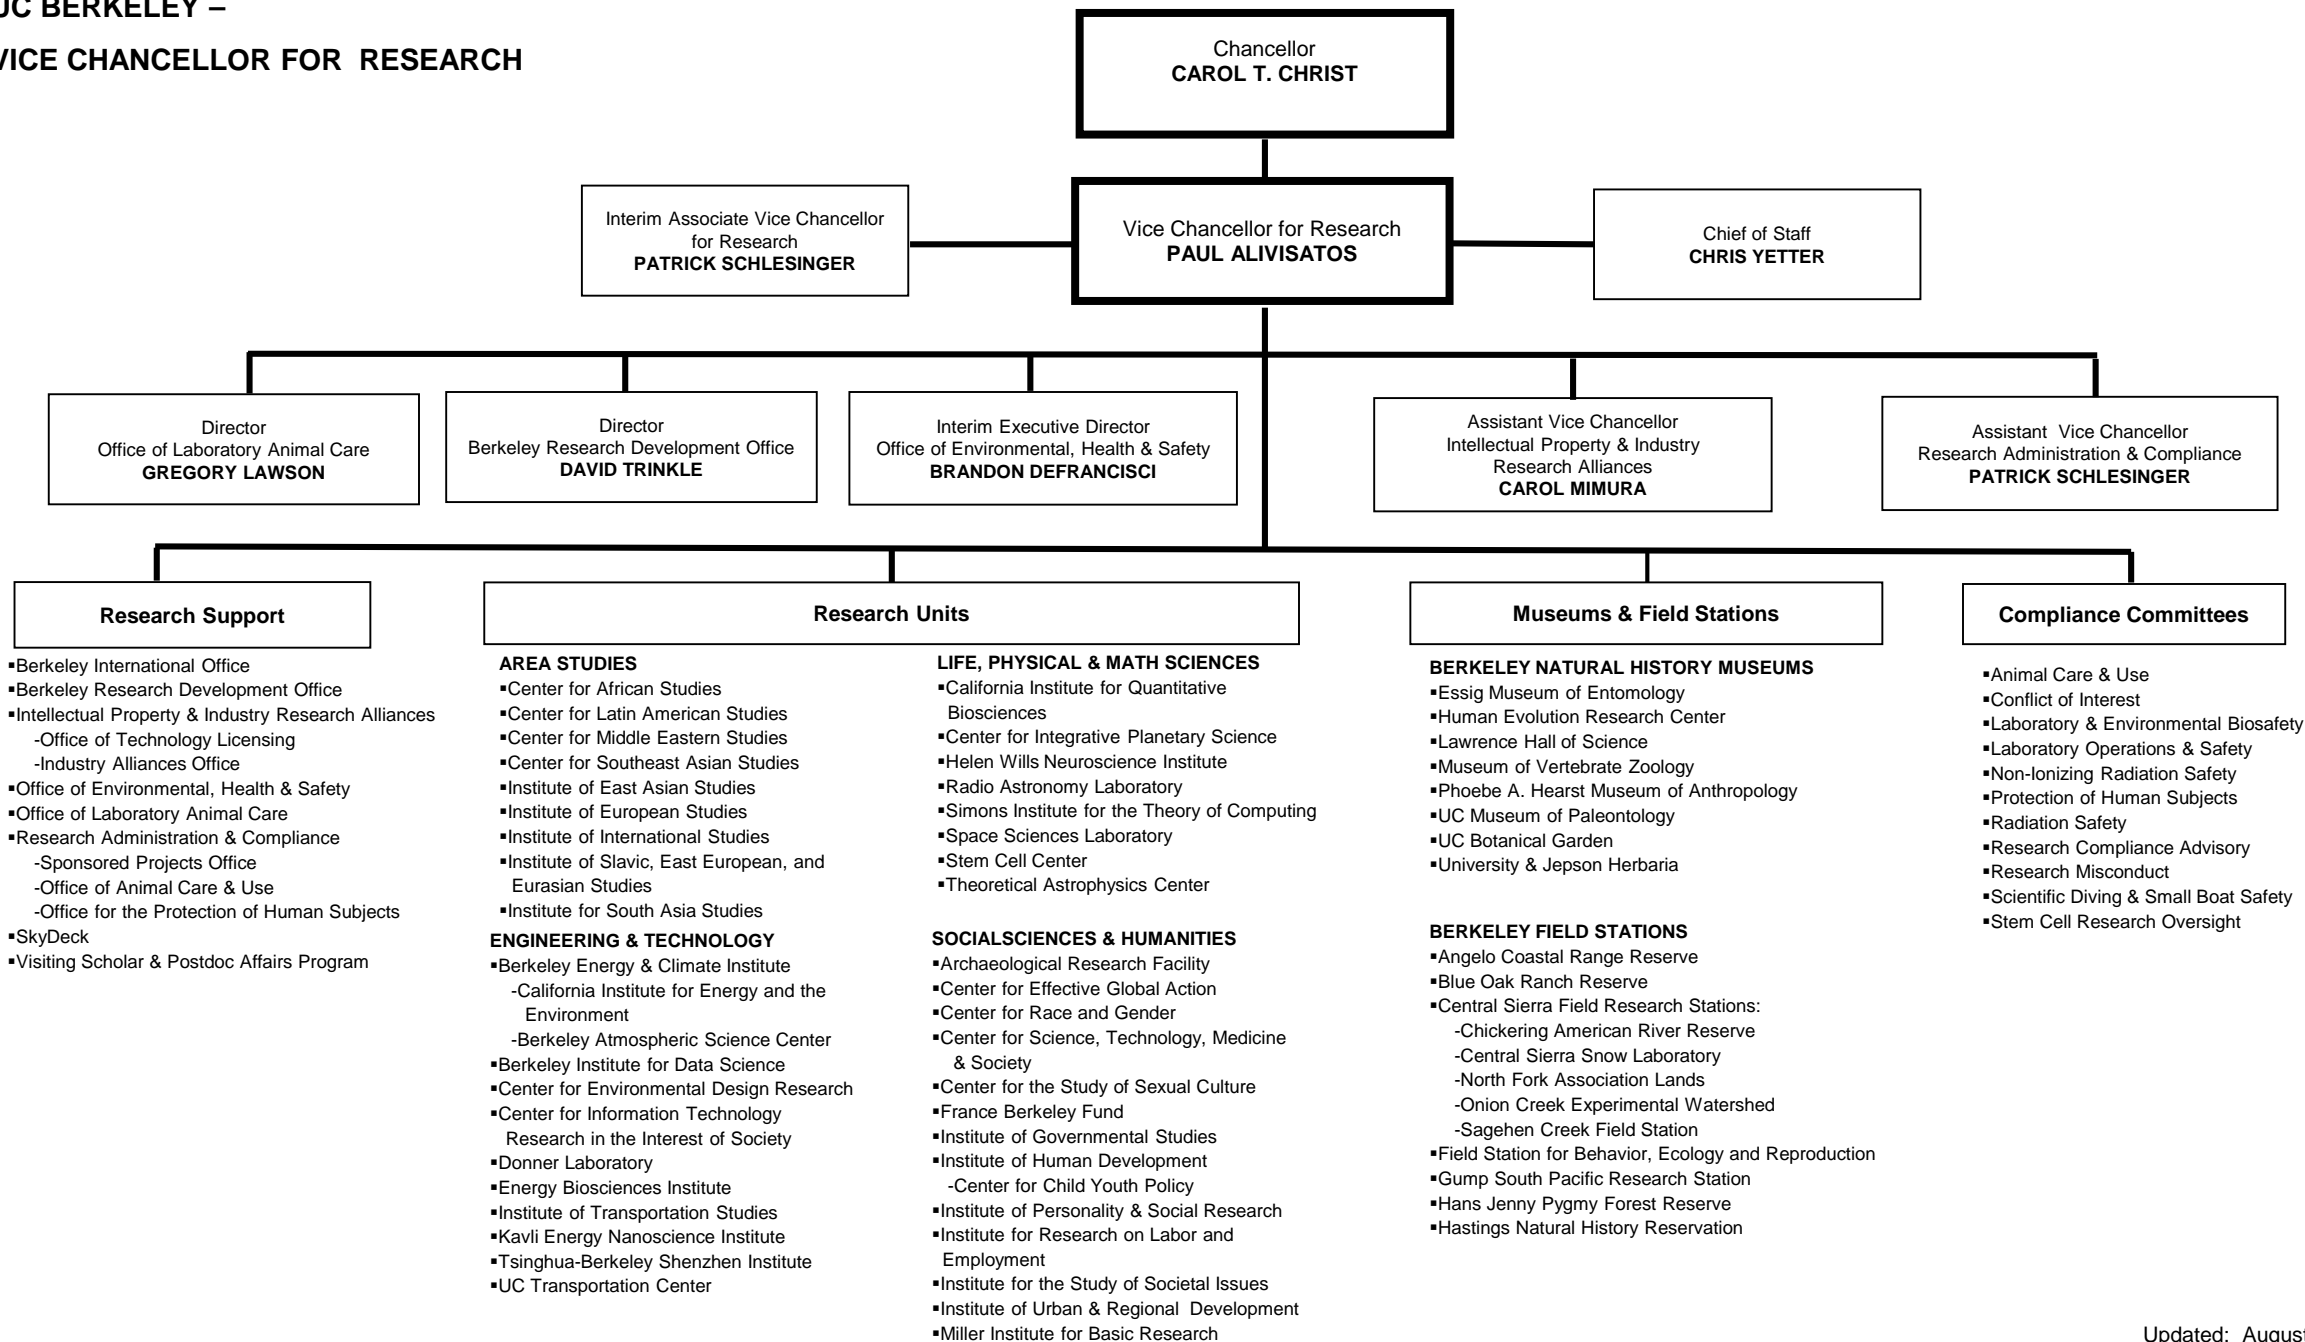 UC BERKELEY –
VICE CHANCELLOR FOR RESEARCH
Chancellor
CAROL T. CHRIST
Interim Associate Vice Chancellor
for Research
PATRICK SCHLESINGER
Vice Chancellor for Research
PAUL ALIVISATOS
Chief of Staff
CHRIS YETTER
Director
Office of Laboratory Animal Care
GREGORY LAWSON
Director
Berkeley Research Development Office
DAVID TRINKLE
Interim Executive Director
Office of Environmental, Health & Safety
BRANDON DEFRANCISCI
Assistant Vice Chancellor
Intellectual Property & Industry
Research Alliances
CAROL MIMURA
Assistant Vice Chancellor
Research Administration & Compliance
PATRICK SCHLESINGER
Research Support
▪Berkeley International Office
▪Berkeley Research Development Office
▪Intellectual Property & Industry Research Alliances
-Office of Technology Licensing
-Industry Alliances Office
▪Office of Environmental, Health & Safety
▪Office of Laboratory Animal Care
▪Research Administration & Compliance
-Sponsored Projects Office
-Office of Animal Care & Use
-Office for the Protection of Human Subjects
▪SkyDeck
▪Visiting Scholar & Postdoc Affairs Program
Research Units
AREA STUDIES
▪Center for African Studies
▪Center for Latin American Studies
▪Center for Middle Eastern Studies
▪Center for Southeast Asian Studies
▪Institute of East Asian Studies
▪Institute of European Studies
▪Institute of International Studies
▪Institute of Slavic, East European, and
Eurasian Studies
▪Institute for South Asia Studies
ENGINEERING & TECHNOLOGY
▪Berkeley Energy & Climate Institute
-California Institute for Energy and the
Environment
-Berkeley Atmospheric Science Center
▪Berkeley Institute for Data Science
▪Center for Environmental Design Research
▪Center for Information Technology
Research in the Interest of Society
▪Donner Laboratory
▪Energy Biosciences Institute
▪Institute of Transportation Studies
▪Kavli Energy Nanoscience Institute
▪Tsinghua-Berkeley Shenzhen Institute
▪UC Transportation Center
LIFE, PHYSICAL & MATH SCIENCES
▪California Institute for Quantitative
Biosciences
▪Center for Integrative Planetary Science
▪Helen Wills Neuroscience Institute
▪Radio Astronomy Laboratory
▪Simons Institute for the Theory of Computing
▪Space Sciences Laboratory
▪Stem Cell Center
▪Theoretical Astrophysics Center
SOCIALSCIENCES & HUMANITIES
▪Archaeological Research Facility
▪Center for Effective Global Action
▪Center for Race and Gender
▪Center for Science, Technology, Medicine
& Society
▪Center for the Study of Sexual Culture
▪France Berkeley Fund
▪Institute of Governmental Studies
▪Institute of Human Development
-Center for Child Youth Policy
▪Institute of Personality & Social Research
▪Institute for Research on Labor and
Employment
▪Institute for the Study of Societal Issues
▪Institute of Urban & Regional Development
▪Miller Institute for Basic Research
Museums & Field Stations
BERKELEY NATURAL HISTORY MUSEUMS
▪Essig Museum of Entomology
▪Human Evolution Research Center
▪Lawrence Hall of Science
▪Museum of Vertebrate Zoology
▪Phoebe A. Hearst Museum of Anthropology
▪UC Museum of Paleontology
▪UC Botanical Garden
▪University & Jepson Herbaria
BERKELEY FIELD STATIONS
▪Angelo Coastal Range Reserve
▪Blue Oak Ranch Reserve
▪Central Sierra Field Research Stations:
-Chickering American River Reserve
-Central Sierra Snow Laboratory
-North Fork Association Lands
-Onion Creek Experimental Watershed
-Sagehen Creek Field Station
▪Field Station for Behavior, Ecology and Reproduction
▪Gump South Pacific Research Station
▪Hans Jenny Pygmy Forest Reserve
▪Hastings Natural History Reservation
Compliance Committees
▪Animal Care & Use
▪Conflict of Interest
▪Laboratory & Environmental Biosafety
▪Laboratory Operations & Safety
▪Non-Ionizing Radiation Safety
▪Protection of Human Subjects
▪Radiation Safety
▪Research Compliance Advisory
▪Research Misconduct
▪Scientific Diving & Small Boat Safety
▪Stem Cell Research Oversight
Updated: August